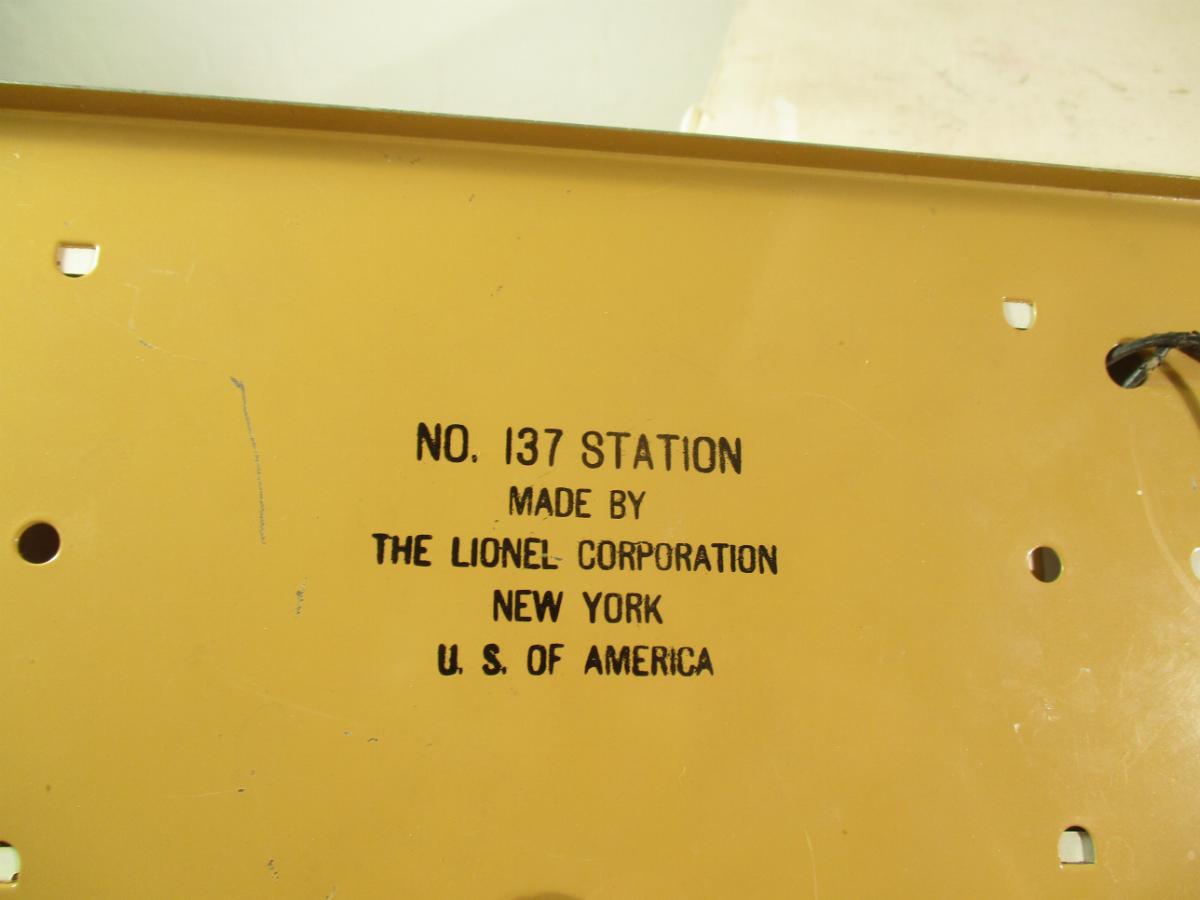 NO. 137 STATION
MADE BY
THE LIONEL CORPORATION
NEW YORK
U. S. OF AMERICA